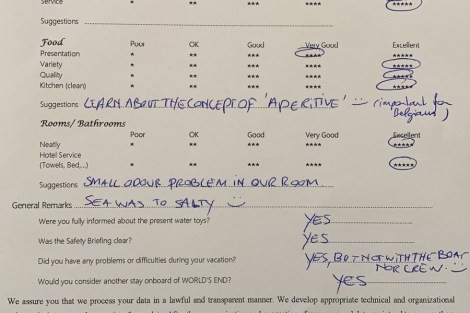 Service * ** *** **** *****
Suggestions
Food Poor OK Good Very Good Excellent
Presentation * ** *** **** *****
Variety * ** *** **** *****
Quality * ** *** **** *****
Kitchen (clean) * ** *** **** *****
Suggestions LEARN ABOUT THE CONCEPT OF 'APERITIVE' (important for
Belgians)
Rooms/ Bathrooms
Poor OK Good Very Good Excellent
Neatly * ** *** **** *****
Hotel Service
(Towels, Bed,..) * ** *** **** *****
Suggestions SMALL ODOUR PROBLEM IN OUR ROOM
General Remarks SEA WAS TO SALTY
Were you fully informed about the present water toys? YES
Was the Safety Briefing clear? YES
Did you have any problems or difficulties during your vacation? YES, BUT NOT WITH THE BOAT
NOR CREW
Would you consider another stay onboard of WORLD'S END? YES
We assure you that we process your data in a lawful and transparent manner. We develop appropriate technical and organizational